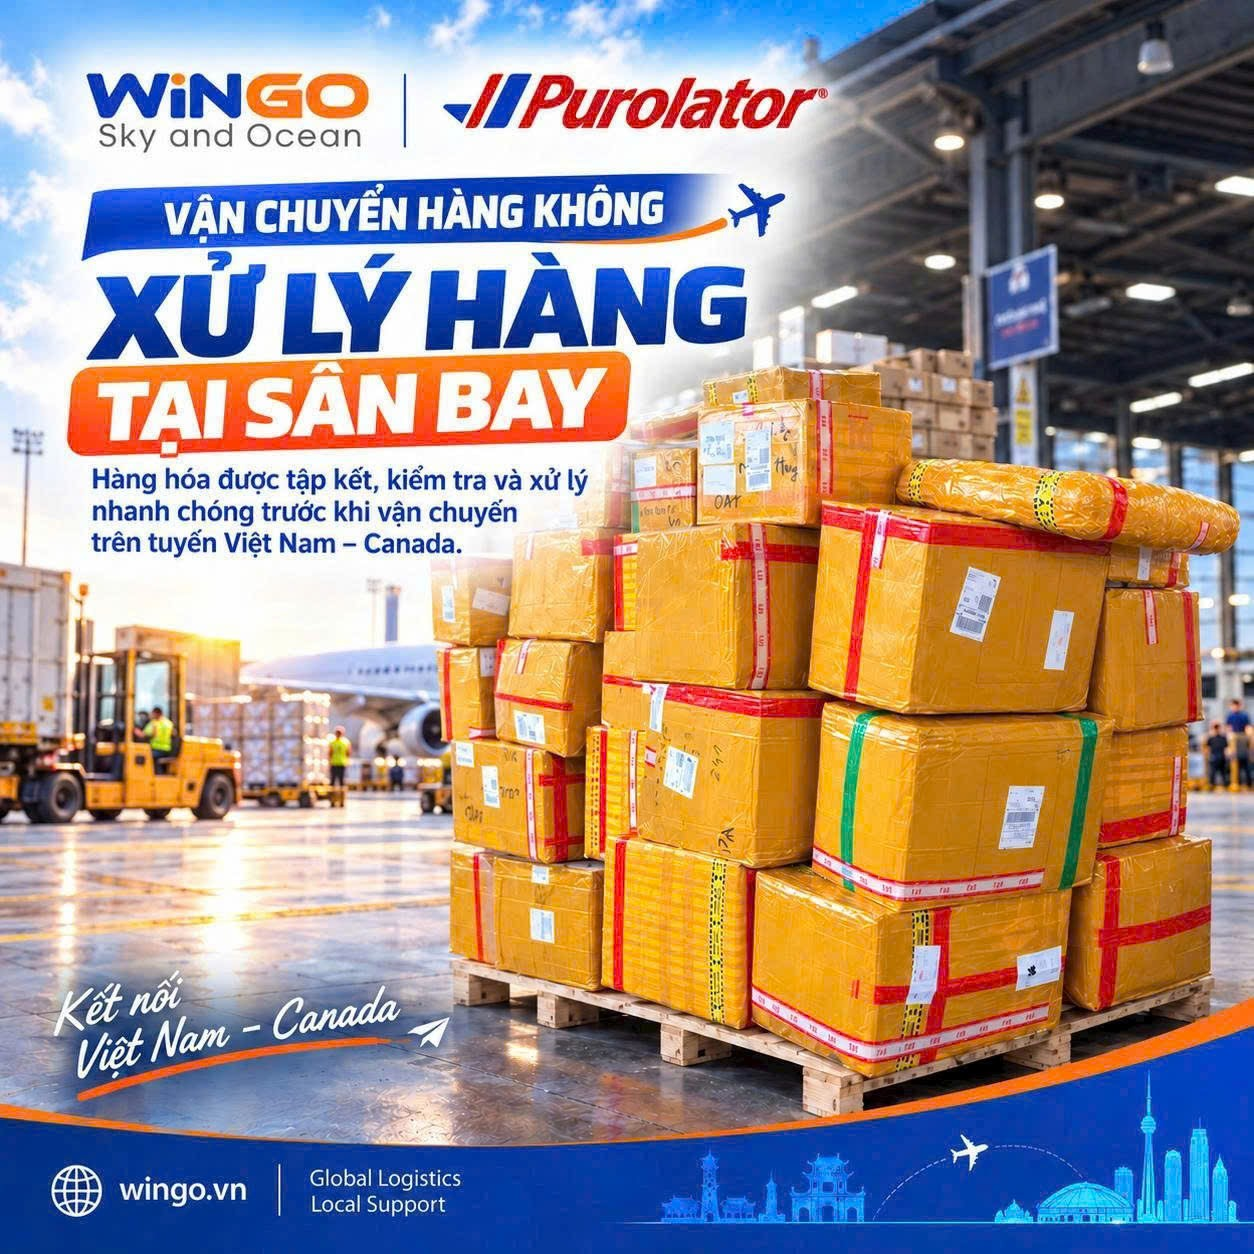 WiNGO
Sky and Ocean
Purolator®
VẬN CHUYỂN HÀNG KHÔNG
XỬ LÝ HÀNG
TẠI SÂN BAY
Hàng hóa được tập kết, kiểm tra và xử lý
nhanh chóng trước khi vận chuyển
trên tuyến Việt Nam – Canada.
Kết nối
Việt Nam – Canada
wingo.vn
Global Logistics
Local Support